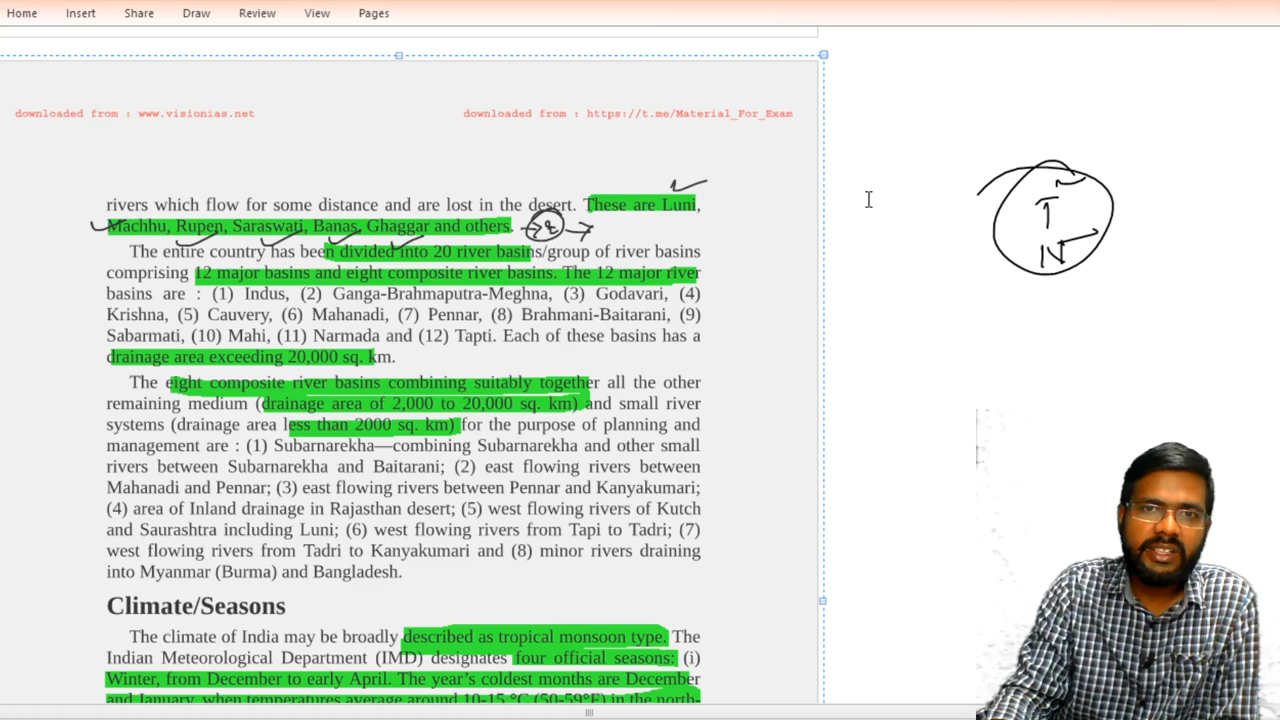 Home Insert Share Draw Review View Pages
downloaded from : www.visionias.net downloaded from : https://t.me/Material_For_Exam
rivers which flow for some distance and are lost in the desert. These are Luni,
Machhu, Rupen, Saraswati, Banas, Ghaggar and others.
The entire country has been divided into 20 river basins/group of river basins
comprising 12 major basins and eight composite river basins. The 12 major river
basins are : (1) Indus, (2) Ganga-Brahmaputra-Meghna, (3) Godavari, (4)
Krishna, (5) Cauvery, (6) Mahanadi, (7) Pennar, (8) Brahmani-Baitarani, (9)
Sabarmati, (10) Mahi, (11) Narmada and (12) Tapti. Each of these basins has a
drainage area exceeding 20,000 sq. km.
The eight composite river basins combining suitably together all the other
remaining medium (drainage area of 2,000 to 20,000 sq. km) and small river
systems (drainage area less than 2000 sq. km) for the purpose of planning and
management are : (1) Subarnarekha—combining Subarnarekha and other small
rivers between Subarnarekha and Baitarani; (2) east flowing rivers between
Mahanadi and Pennar; (3) east flowing rivers between Pennar and Kanyakumari;
(4) area of Inland drainage in Rajasthan desert; (5) west flowing rivers of Kutch
and Saurashtra including Luni; (6) west flowing rivers from Tapi to Tadri; (7)
west flowing rivers from Tadri to Kanyakumari and (8) minor rivers draining
into Myanmar (Burma) and Bangladesh.
Climate/Seasons
The climate of India may be broadly described as tropical monsoon type. The
Indian Meteorological Department (IMD) designates four official seasons: (i)
Winter, from December to early April. The year's coldest months are December
and January, when temperatures average around 10-15 °C (50-59°F) in the north-